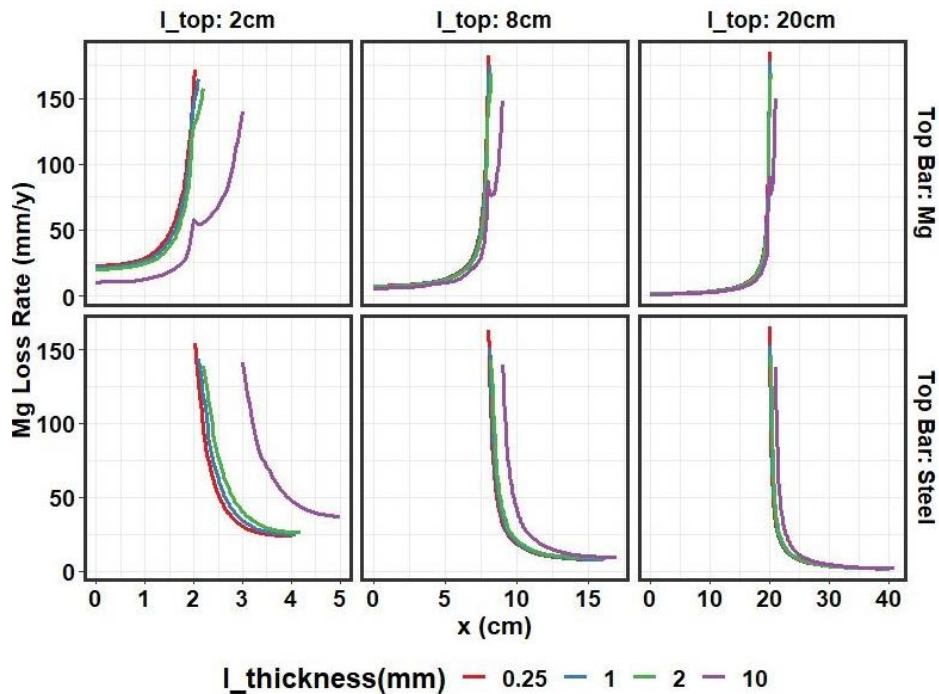 l_top: 2cm l_top: 8cm l_top: 20cm
150
100
50
0
Top Bar: Mg
Mg Loss Rate (mm/y)
150
100
50
0
Top Bar: Steel
0 1 2 3 4 5 0 5 10 15 0 10 20 30 40
x (cm)
l_thickness(mm) 0.25 1 2 10